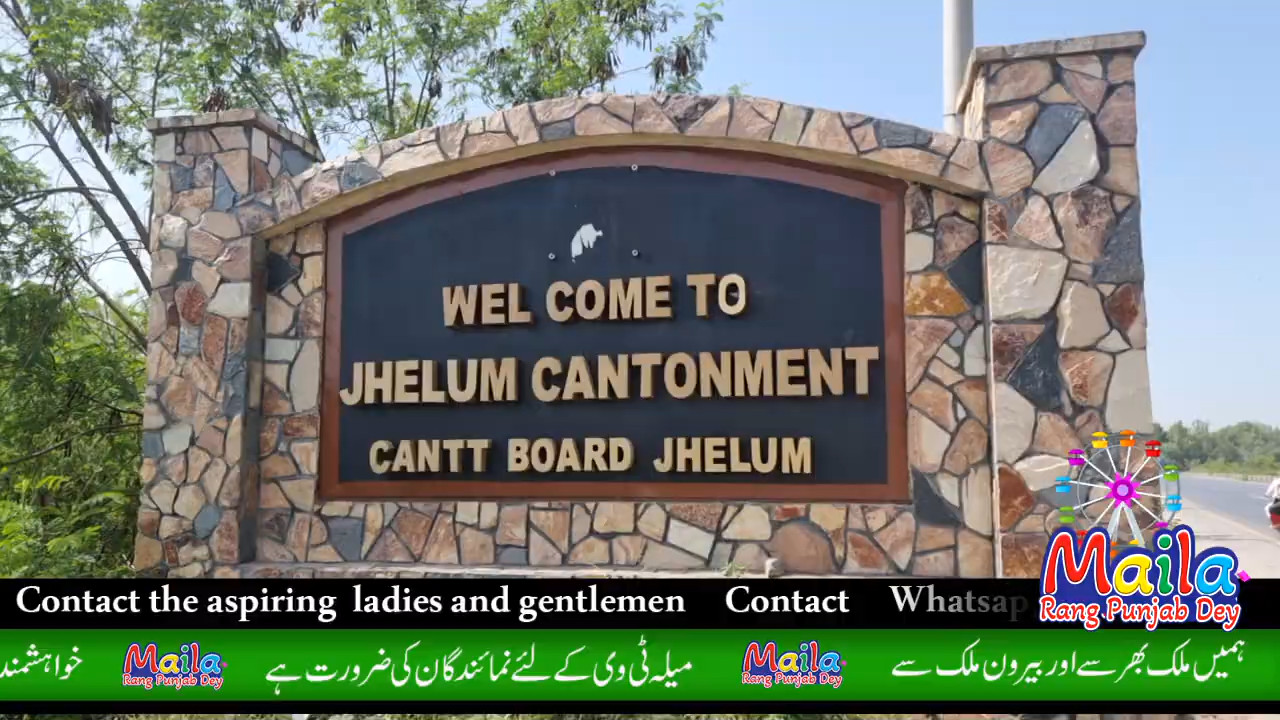 WEL COME TO
JHELUM CANTONMENT
CANTT BOARD JHELUM
Contact the aspiring ladies and gentlemen Contact Whatsap
Maila
Rang Punjab Dey
ہمیں ملک بھر سے اور بیرون ملک سے Maila Rang Punjab Dey میلہ ٹی وی کے لئے نمائندگان کی ضرورت ہے Maila Rang Punjab Dey خواہشمند